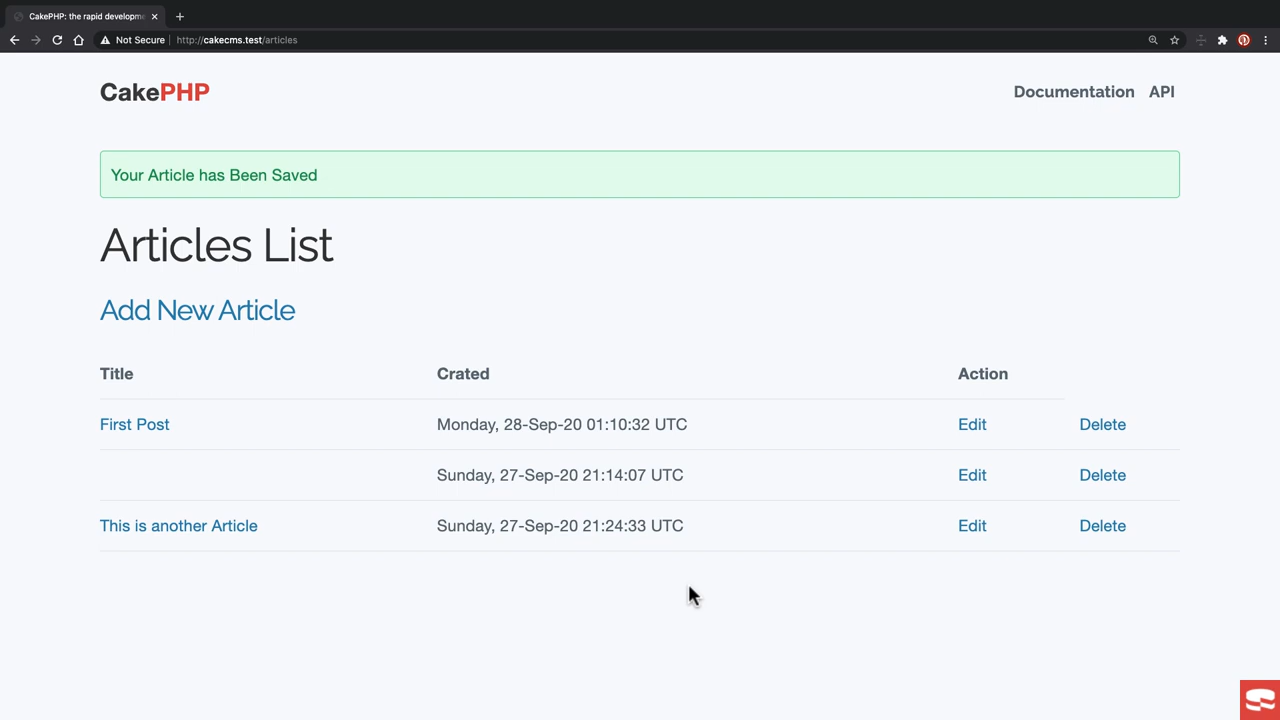 CakePHP: the rapid developm
Not Secure http://cakecms.test/articles
CakePHP
Documentation API
Your Article has Been Saved
Articles List
Add New Article
Title Crated Action
First Post Monday, 28-Sep-20 01:10:32 UTC Edit Delete
Sunday, 27-Sep-20 21:14:07 UTC Edit Delete
This is another Article Sunday, 27-Sep-20 21:24:33 UTC Edit Delete